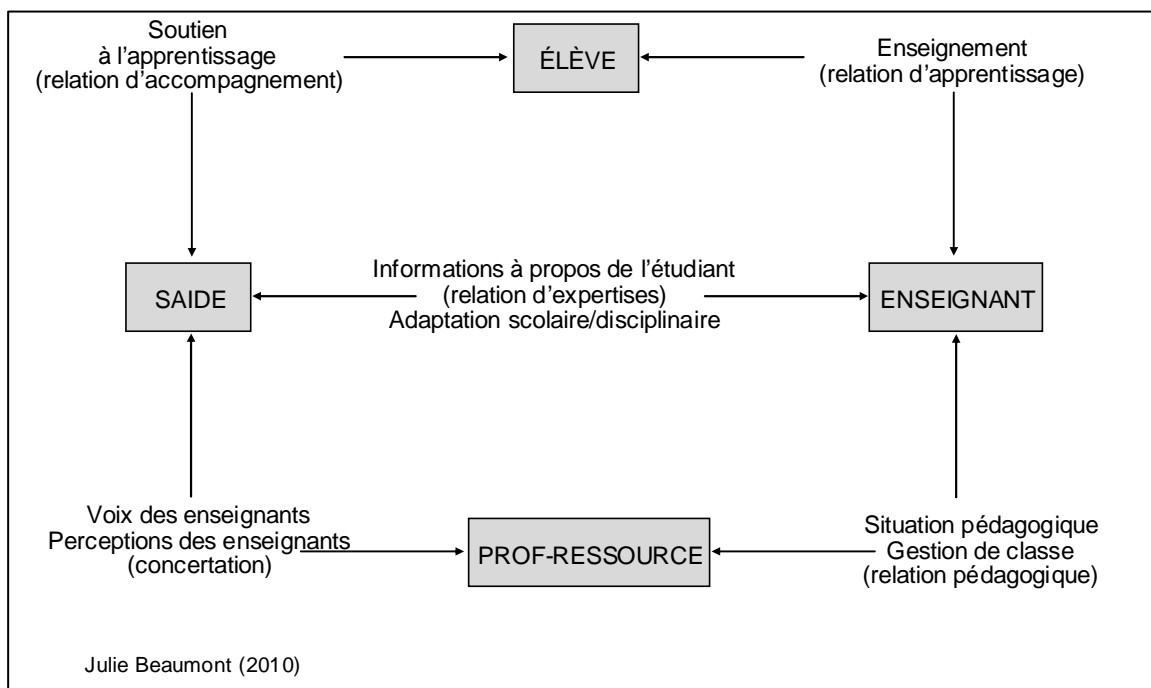 Soutien
à l'apprentissage
(relation d'accompagnement)
ÉLÈVE
Enseignement
(relation d'apprentissage)
SAIDE
Informations à propos de l'étudiant
(relation d'expertises)
Adaptation scolaire/disciplinaire
ENSEIGNANT
Voix des enseignants
Perceptions des enseignants
(concertation)
PROF-RESSOURCE
Situation pédagogique
Gestion de classe
(relation pédagogique)
Julie Beaumont (2010)